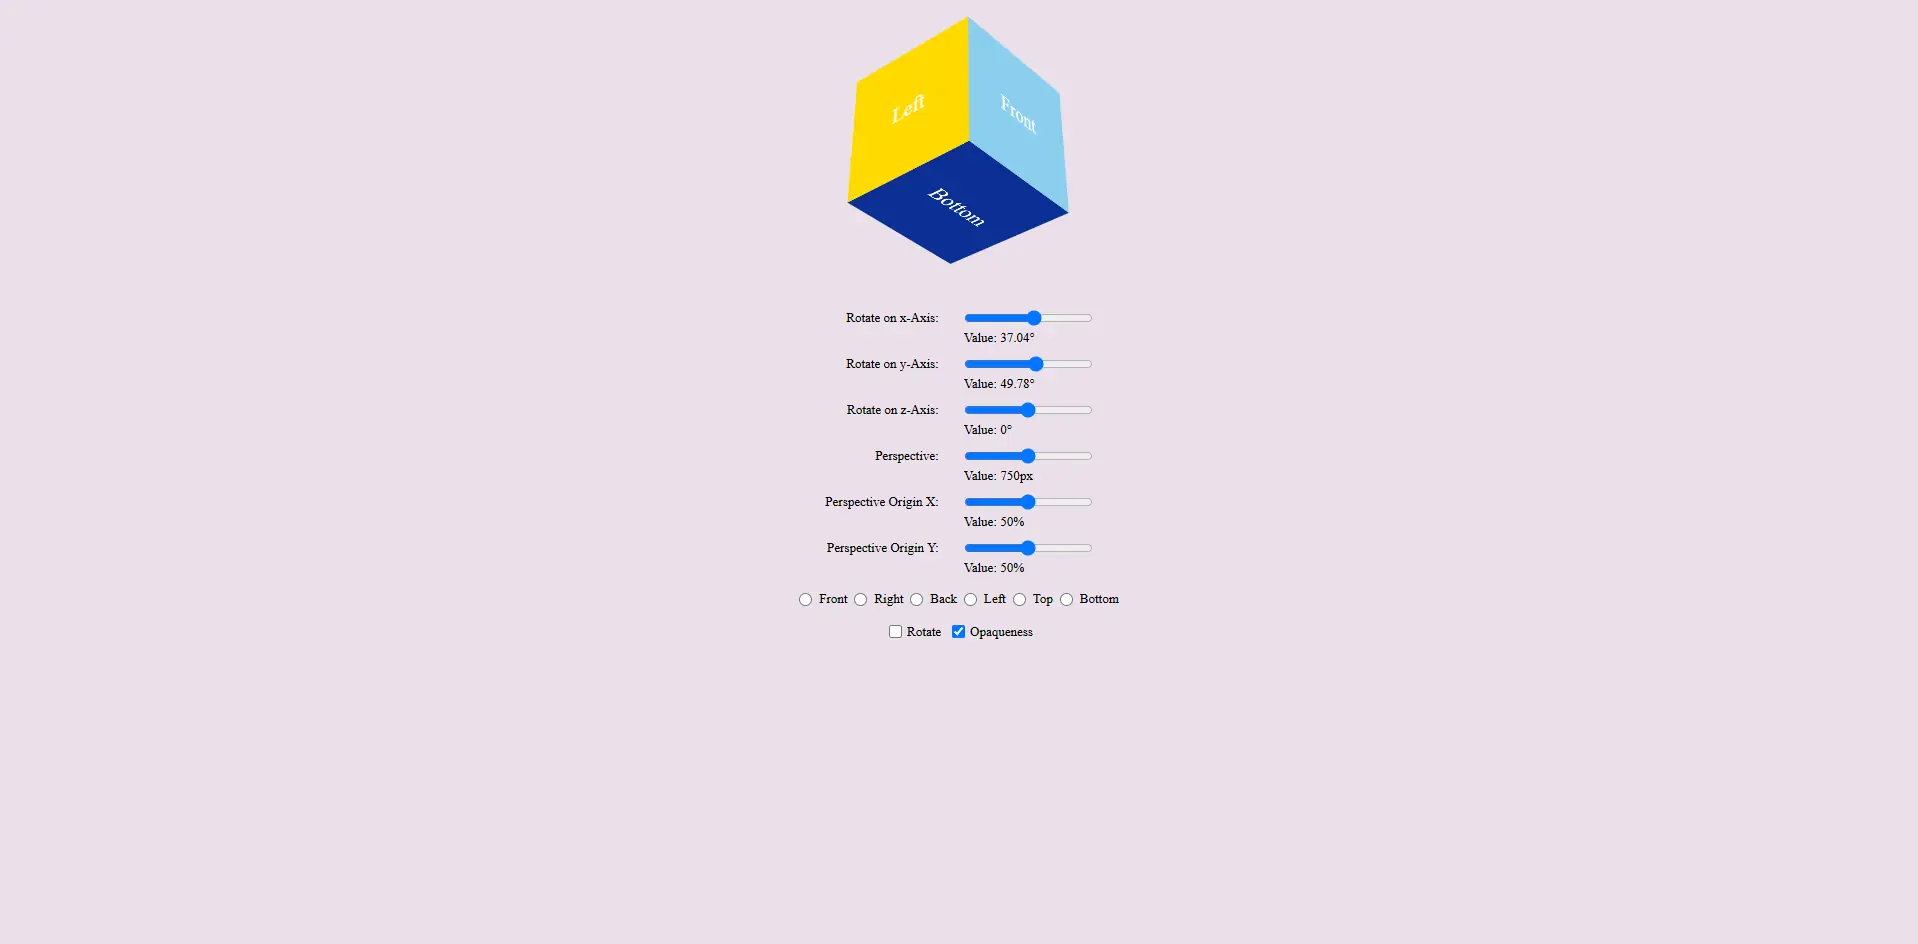 Left
Front
Bottom
Rotate on x-Axis:
Value: 37.04°
Rotate on y-Axis:
Value: 49.78°
Rotate on z-Axis:
Value: 0°
Perspective:
Value: 750px
Perspective Origin X:
Value: 50%
Perspective Origin Y:
Value: 50%
Front Right Back Left Top Bottom
Rotate Opaqueness